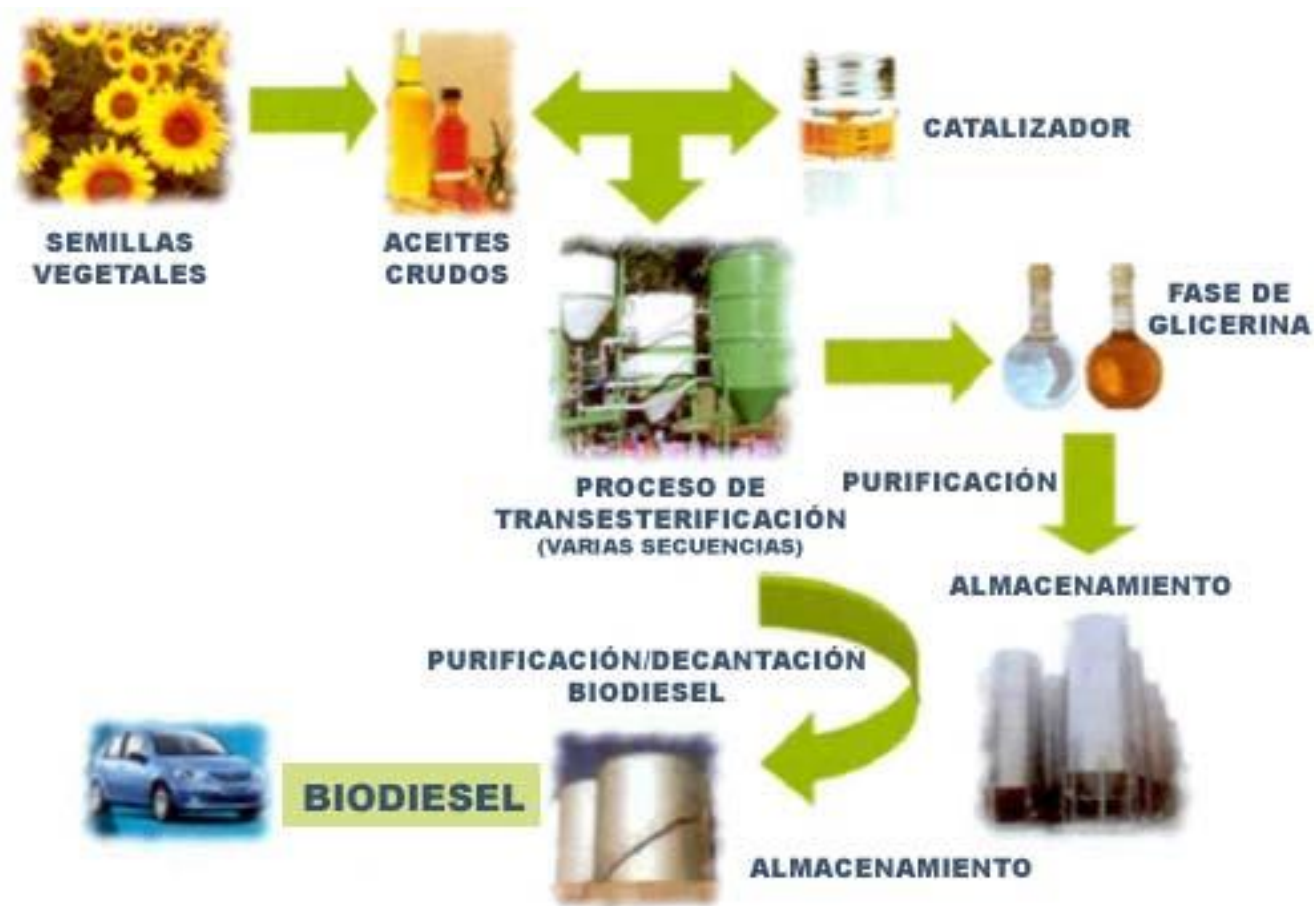 SEMILLAS
VEGETALES
ACEITES
CRUDOS
CATALIZADOR
FASE DE
GLICERINA
PROCESO DE
TRANSESTERIFICACIÓN
(VARIAS SECUENCIAS)
PURIFICACIÓN
ALMACENAMIENTO
PURIFICACIÓN/DECANTACIÓN
BIODIESEL
BIODIESEL
ALMACENAMIENTO